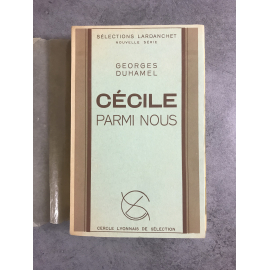 SÉLECTIONS LARDANCHET
NOUVELLE SÉRIE
GEORGES
DUHAMEL
CÉCILE
PARMI NOUS
CERCLE LYONNAIS DE SÉLECTION